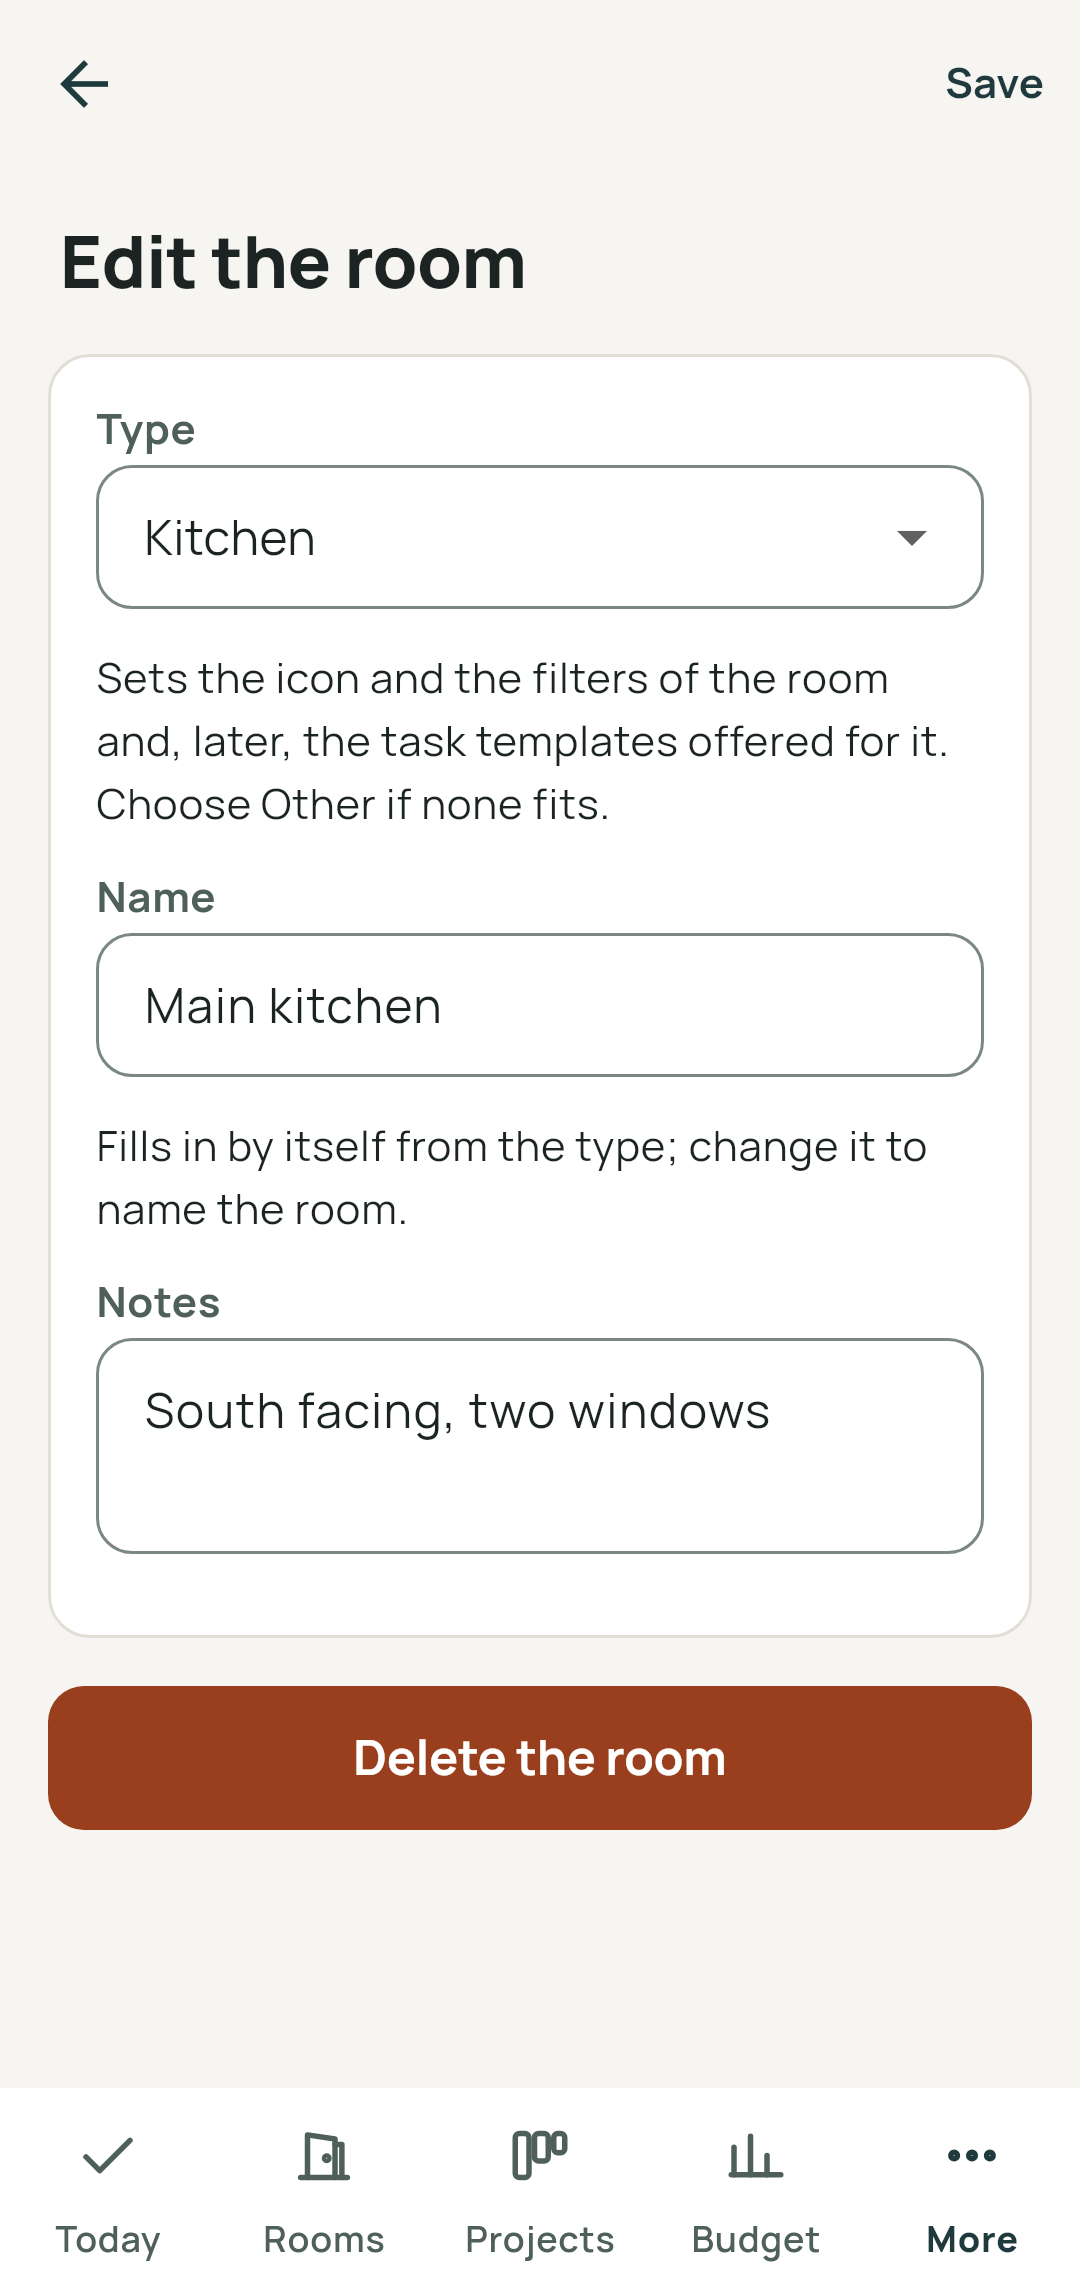 Save
Edit the room
Type
Kitchen
Sets the icon and the filters of the room
and, later, the task templates offered for it.
Choose Other if none fits.
Name
Main kitchen
Fills in by itself from the type; change it to
name the room.
Notes
South facing, two windows
Delete the room
Today Rooms Projects Budget More